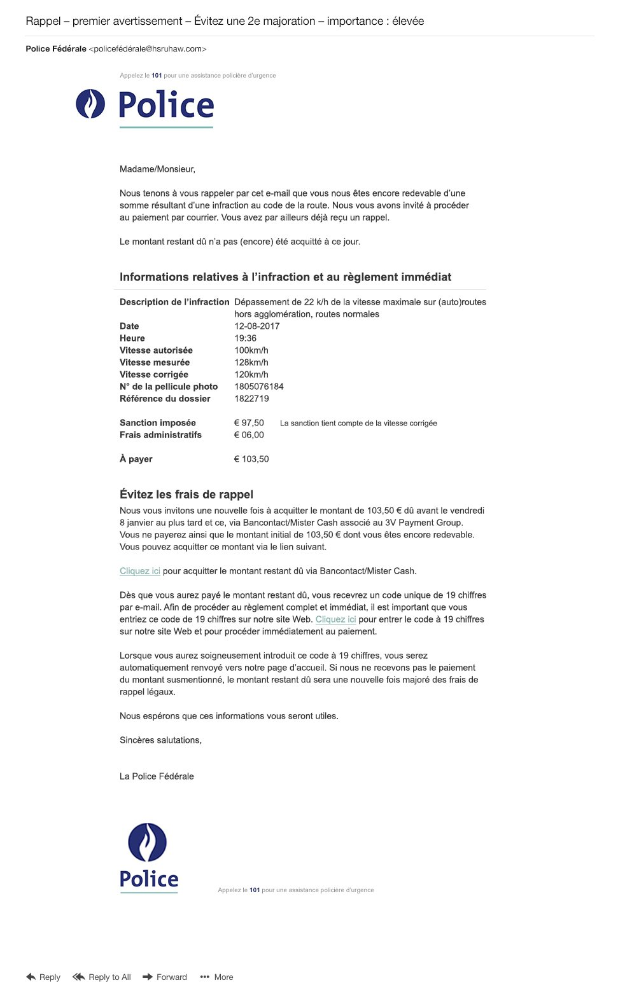 Rappel – premier avertissement – Évitez une 2e majoration – importance : élevée
Police Fédérale <policefédérale@hsruhaw.com>
Appelez le 101 pour une assistance policière d’urgence
Police
Madame/Monsieur,
Nous tenons à vous rappeler par cet e-mail que vous nous êtes encore redevable d’une
somme résultant d’une infraction au code de la route. Nous vous avons invité à procéder
au paiement par courrier. Vous avez par ailleurs déjà reçu un rappel.
Le montant restant dû n’a pas (encore) été acquitté à ce jour.
Informations relatives à l’infraction et au règlement immédiat
Description de l’infraction Dépassement de 22 k/h de la vitesse maximale sur (auto)routes
hors agglomération, routes normales
Date 12-08-2017
Heure 19:36
Vitesse autorisée 100km/h
Vitesse mesurée 128km/h
Vitesse corrigée 120km/h
N° de la pellicule photo 1805076184
Référence du dossier 1822719
Sanction imposée € 97,50 La sanction tient compte de la vitesse corrigée
Frais administratifs € 06,00
À payer € 103,50
Évitez les frais de rappel
Nous vous invitons une nouvelle fois à acquitter le montant de 103,50 € dû avant le vendredi
8 janvier au plus tard et ce, via Bancontact/Mister Cash associé au 3V Payment Group.
Vous ne payerez ainsi que le montant initial de 103,50 € dont vous êtes encore redevable.
Vous pouvez acquitter ce montant via le lien suivant.
Cliquez ici pour acquitter le montant restant dû via Bancontact/Mister Cash.
Dès que vous aurez payé le montant restant dû, vous recevrez un code unique de 19 chiffres
par e-mail. Afin de procéder au règlement complet et immédiat, il est important que vous
entriez ce code de 19 chiffres sur notre site Web. Cliquez ici pour entrer le code à 19 chiffres
sur notre site Web et pour procéder immédiatement au paiement.
Lorsque vous aurez soigneusement introduit ce code à 19 chiffres, vous serez
automatiquement renvoyé vers notre page d’accueil. Si nous ne recevons pas le paiement
du montant susmentionné, le montant restant dû sera une nouvelle fois majoré des frais de
rappel légaux.
Nous espérons que ces informations vous seront utiles.
Sincères salutations,
La Police Fédérale
Police
Appelez le 101 pour une assistance policière d’urgence
Reply Reply to All Forward More